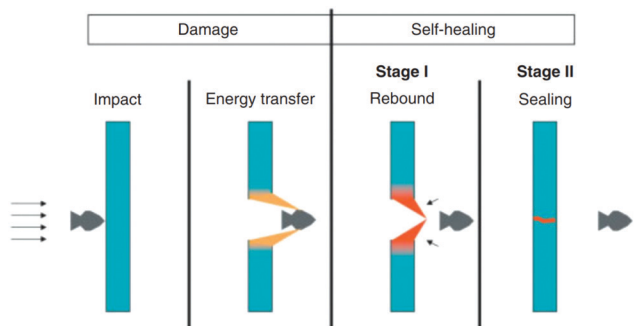 Damage
Self-healing
Stage I
Stage II
Impact
Energy transfer
Rebound
Sealing